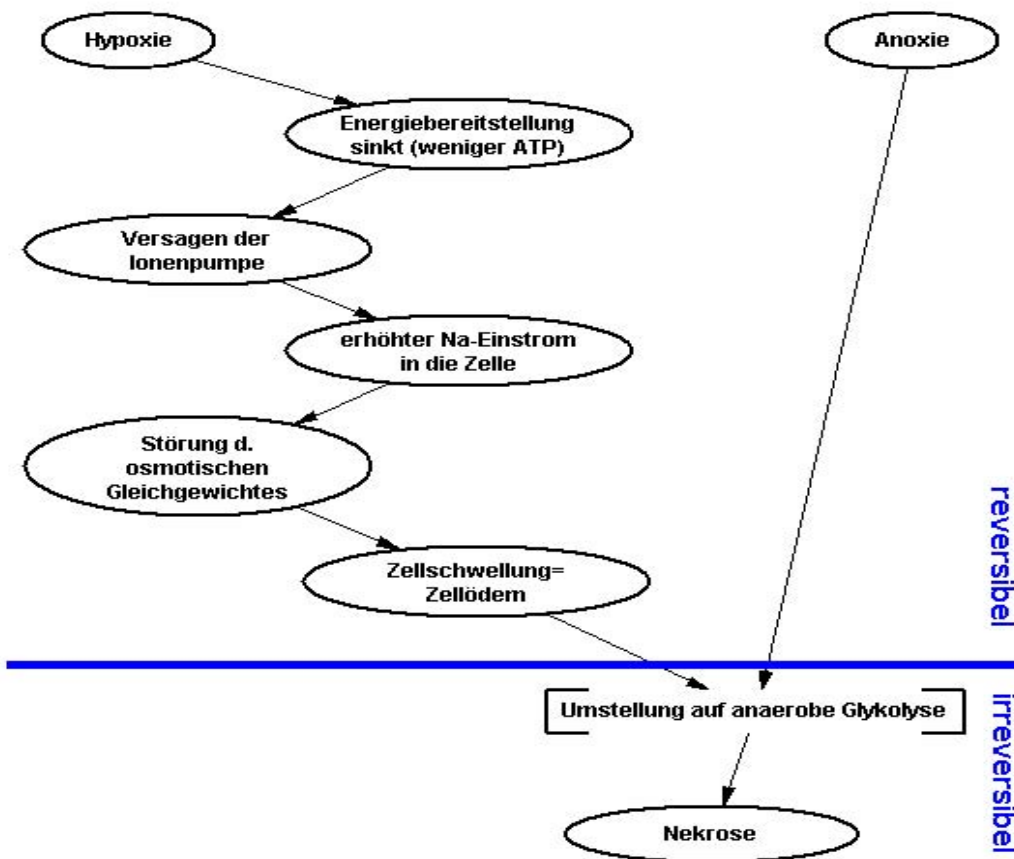 Hypoxie
Anoxie
Energiebereitstellung
sinkt (weniger ATP)
Versagen der
Ionenpumpe
erhöhter Na-Einstrom
in die Zelle
Störung d.
osmotischen
Gleichgewichtes
Zellschwellung=
Zellödem
reversibel
Umstellung auf anaerobe Glykolyse
irreversibel
Nekrose